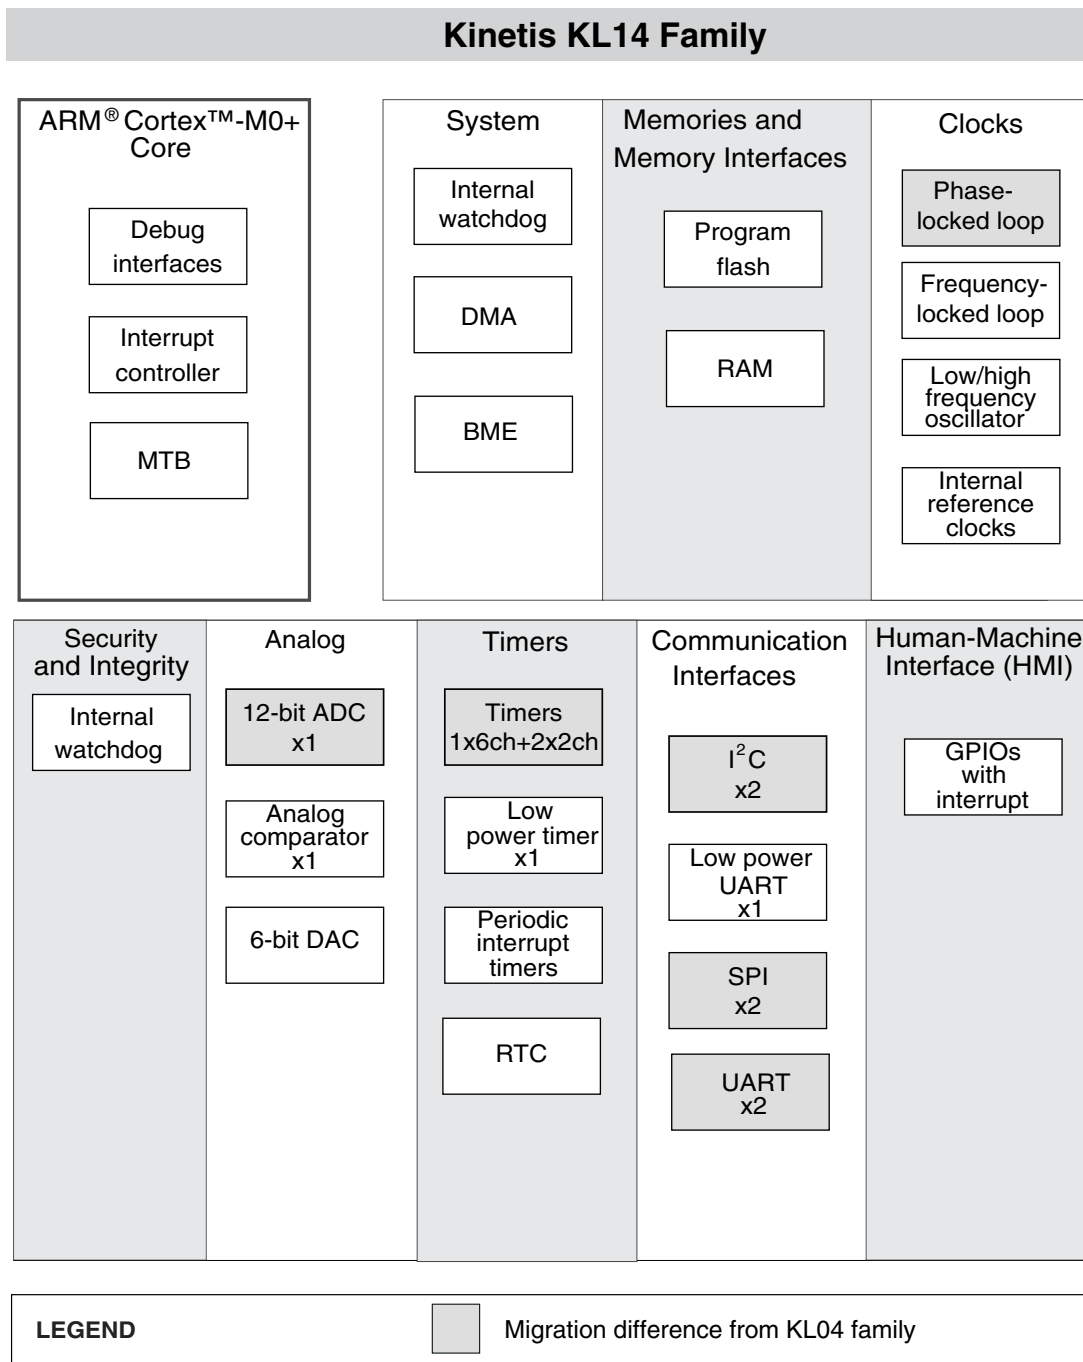 Kinetis KL14 Family
ARM® Cortex™-M0+
Core
Debug
interfaces
Interrupt
controller
MTB
System
Internal
watchdog
DMA
BME
Memories and
Memory Interfaces
Program
flash
RAM
Clocks
Phase-
locked loop
Frequency-
locked loop
Low/high
frequency
oscillator
Internal
reference
clocks
Security
and Integrity
Internal
watchdog
Analog
12-bit ADC
x1
Analog
comparator
x1
6-bit DAC
Timers
Timers
1x6ch+2x2ch
Low
power timer
x1
Periodic
interrupt
timers
RTC
Communication
Interfaces
I²C
x2
Low power
UART
x1
SPI
x2
UART
x2
Human-Machine
Interface (HMI)
GPIOs
with
interrupt
LEGEND
Migration difference from KL04 family